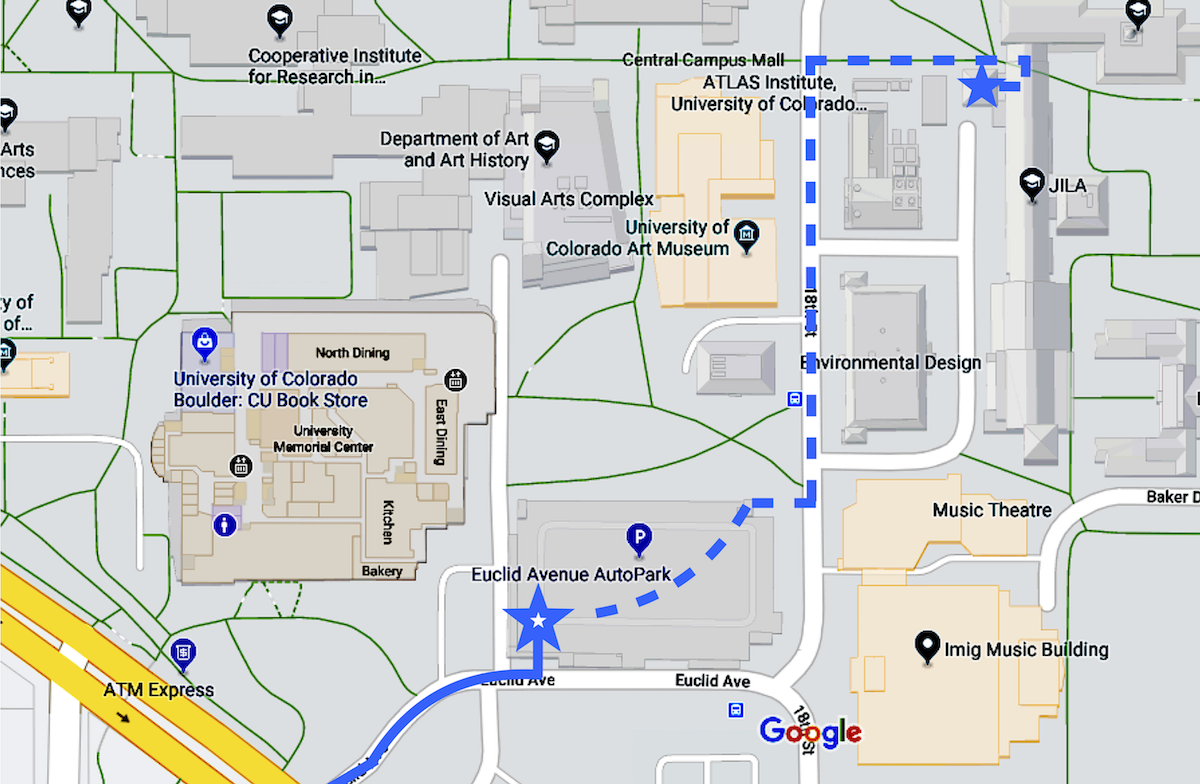 Cooperative Institute
for Research in...
Central Campus Mall
ATLAS Institute,
University of Colorado...
Department of Art
and Art History
Arts
nces
JILA
Visual Arts Complex
University of
Colorado Art Museum
ty of
of...
18th St
North Dining
Environmental Design
University of Colorado
Boulder: CU Book Store
East Dining
University
Memorial Center
Kitchen
Baker D
Music Theatre
P
Euclid Avenue AutoPark
Bakery
Imig Music Building
Euclid Ave
Euclid Ave
ATM Express
18th St
Google